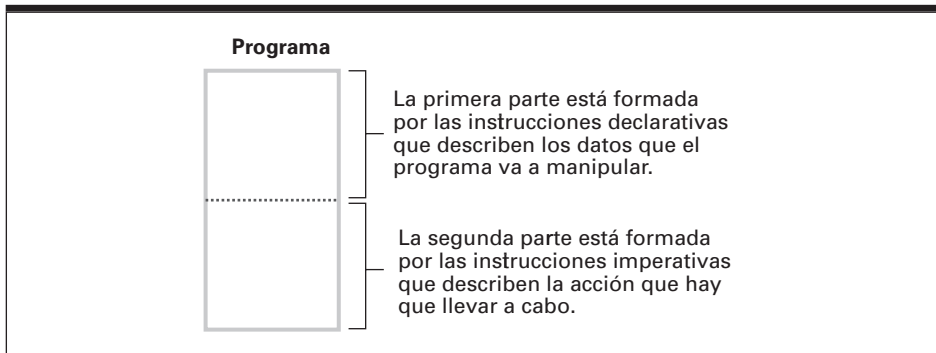 Programa
La primera parte está formada
por las instrucciones declarativas
que describen los datos que el
programa va a manipular.
La segunda parte está formada
por las instrucciones imperativas
que describen la acción que hay
que llevar a cabo.